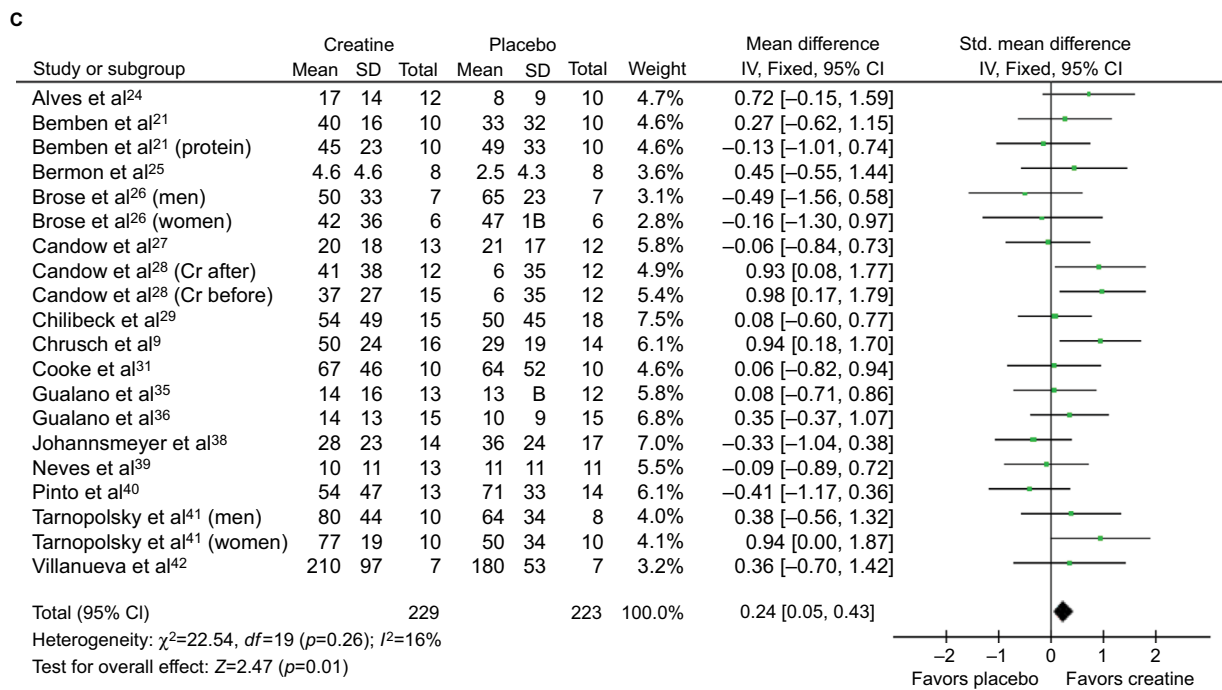 C
Creatine Placebo Mean difference Std. mean difference
Study or subgroup Mean SD Total Mean SD Total Weight IV, Fixed, 95% CI IV, Fixed, 95% CI
Alves et al24 17 14 12 8 9 10 4.7% 0.72 [–0.15, 1.59]
Bemben et al21 40 16 10 33 32 10 4.6% 0.27 [–0.62, 1.15]
Bemben et al21 (protein) 45 23 10 49 33 10 4.6% –0.13 [–1.01, 0.74]
Bermon et al25 4.6 4.6 8 2.5 4.3 8 3.6% 0.45 [–0.55, 1.44]
Brose et al26 (men) 50 33 7 65 23 7 3.1% –0.49 [–1.56, 0.58]
Brose et al26 (women) 42 36 6 47 1B 6 2.8% –0.16 [–1.30, 0.97]
Candow et al27 20 18 13 21 17 12 5.8% –0.06 [–0.84, 0.73]
Candow et al28 (Cr after) 41 38 12 6 35 12 4.9% 0.93 [0.08, 1.77]
Candow et al28 (Cr before) 37 27 15 6 35 12 5.4% 0.98 [0.17, 1.79]
Chilibeck et al29 54 49 15 50 45 18 7.5% 0.08 [–0.60, 0.77]
Chrusch et al9 50 24 16 29 19 14 6.1% 0.94 [0.18, 1.70]
Cooke et al31 67 46 10 64 52 10 4.6% 0.06 [–0.82, 0.94]
Gualano et al35 14 16 13 13 B 12 5.8% 0.08 [–0.71, 0.86]
Gualano et al36 14 13 15 10 9 15 6.8% 0.35 [–0.37, 1.07]
Johannsmeyer et al38 28 23 14 36 24 17 7.0% –0.33 [–1.04, 0.38]
Neves et al39 10 11 13 11 11 11 5.5% –0.09 [–0.89, 0.72]
Pinto et al40 54 47 13 71 33 14 6.1% –0.41 [–1.17, 0.36]
Tarnopolsky et al41 (men) 80 44 10 64 34 8 4.0% 0.38 [–0.56, 1.32]
Tarnopolsky et al41 (women) 77 19 10 50 34 10 4.1% 0.94 [0.00, 1.87]
Villanueva et al42 210 97 7 180 53 7 3.2% 0.36 [–0.70, 1.42]
Total (95% CI) 229 223 100.0% 0.24 [0.05, 0.43]
Heterogeneity: χ2=22.54, df=19 (p=0.26); I2=16%
Test for overall effect: Z=2.47 (p=0.01)
–2 –1 0 1 2
Favors placebo Favors creatine